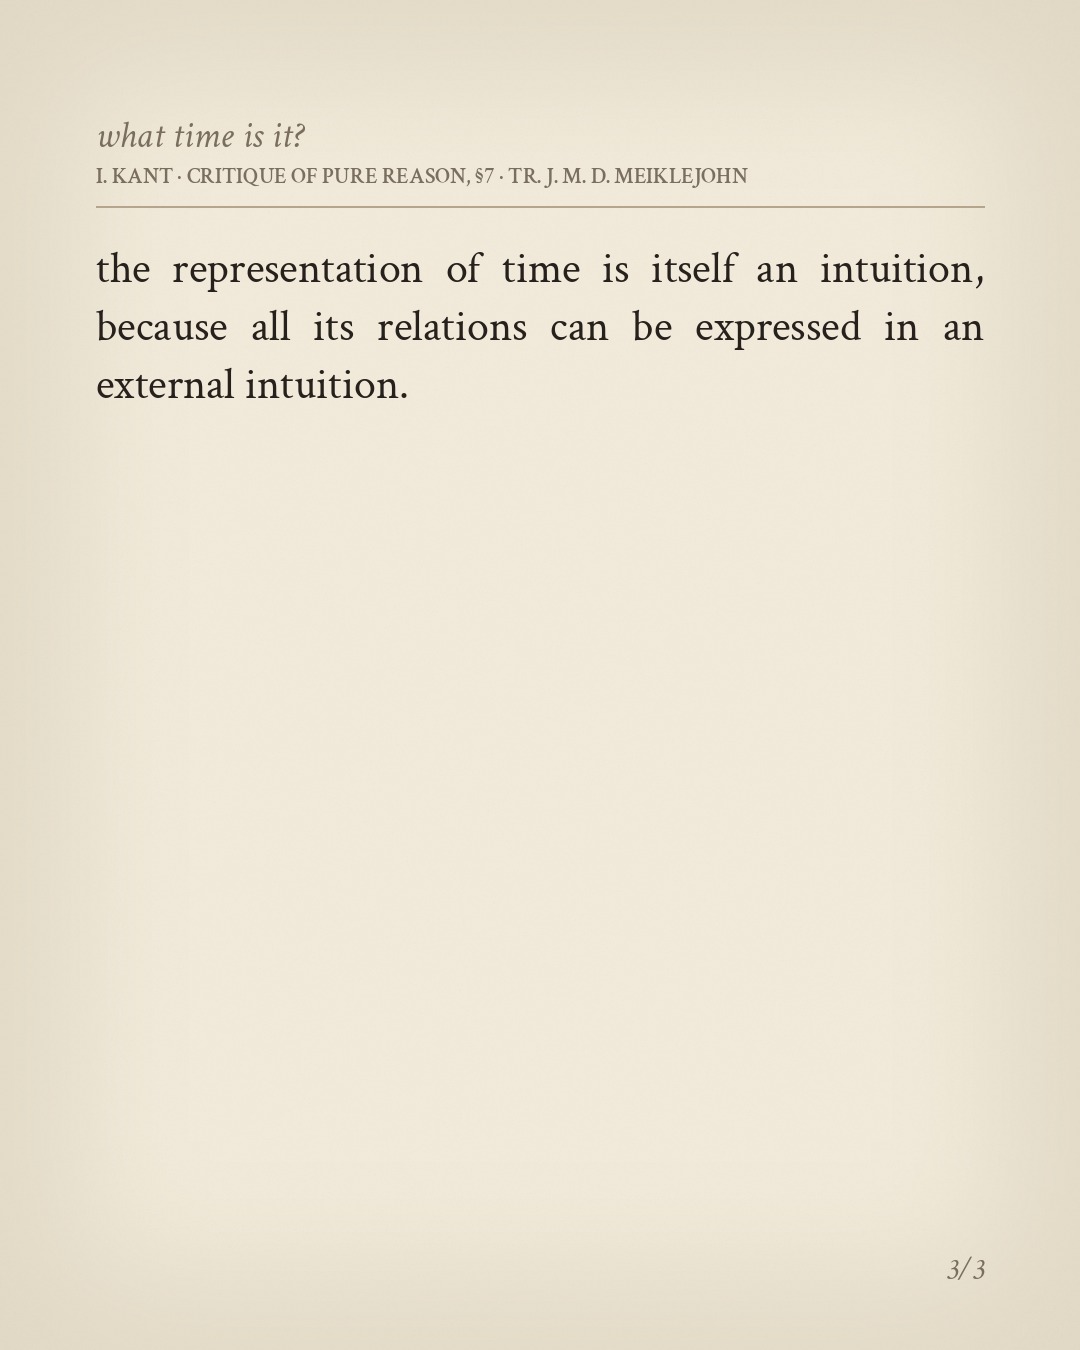 what time is it?
I. KANT · CRITIQUE OF PURE REASON, §7 · TR. J. M. D. MEIKLEJOHN
the representation of time is itself an intuition,
because all its relations can be expressed in an
external intuition.
3/3